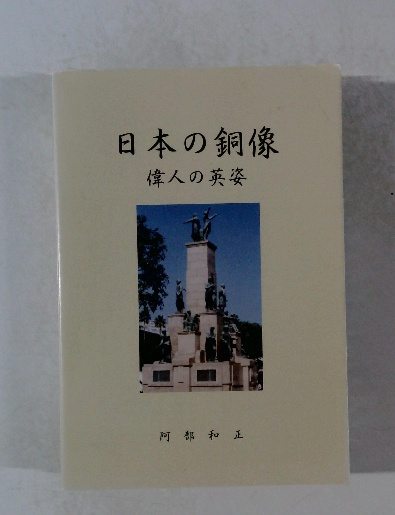 日本の銅像
偉人の英姿
阿部和正